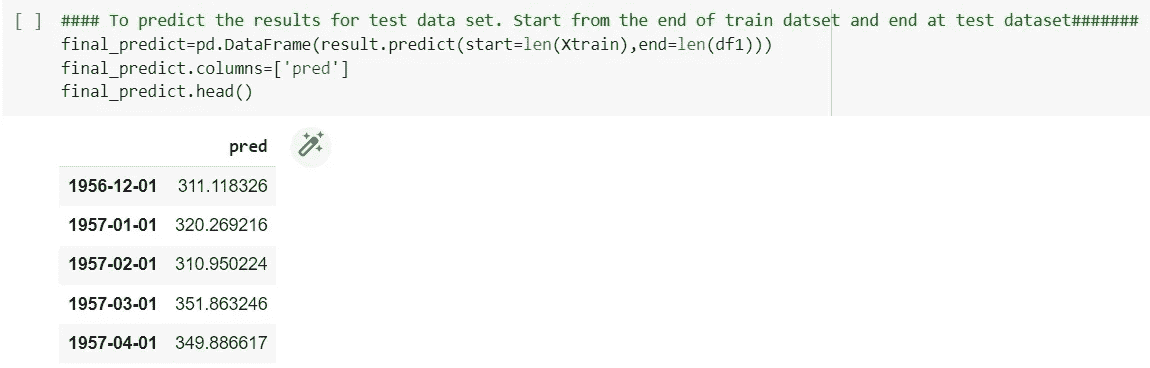 [ ] #### To predict the results for test data set. Start from the end of train datset and end at test dataset#######
final_predict=pd.DataFrame(result.predict(start=len(Xtrain),end=len(df1)))
final_predict.columns=['pred']
final_predict.head()
pred
1956-12-01 311.118326
1957-01-01 320.269216
1957-02-01 310.950224
1957-03-01 351.863246
1957-04-01 349.886617